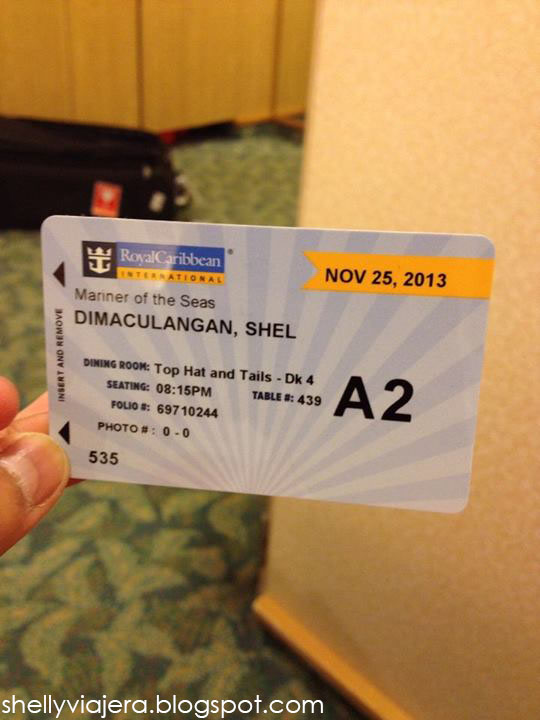 RoyalCaribbean ®
INTERNATIONAL
NOV 25, 2013
Mariner of the Seas
DIMACULANGAN, SHEL
INSERT AND REMOVE
DINING ROOM: Top Hat and Tails - Dk 4
SEATING: 08:15PM TABLE #: 439
A2
FOLIO #: 69710244
PHOTO # : 0 - 0
535
shellyviajera.blogspot.com